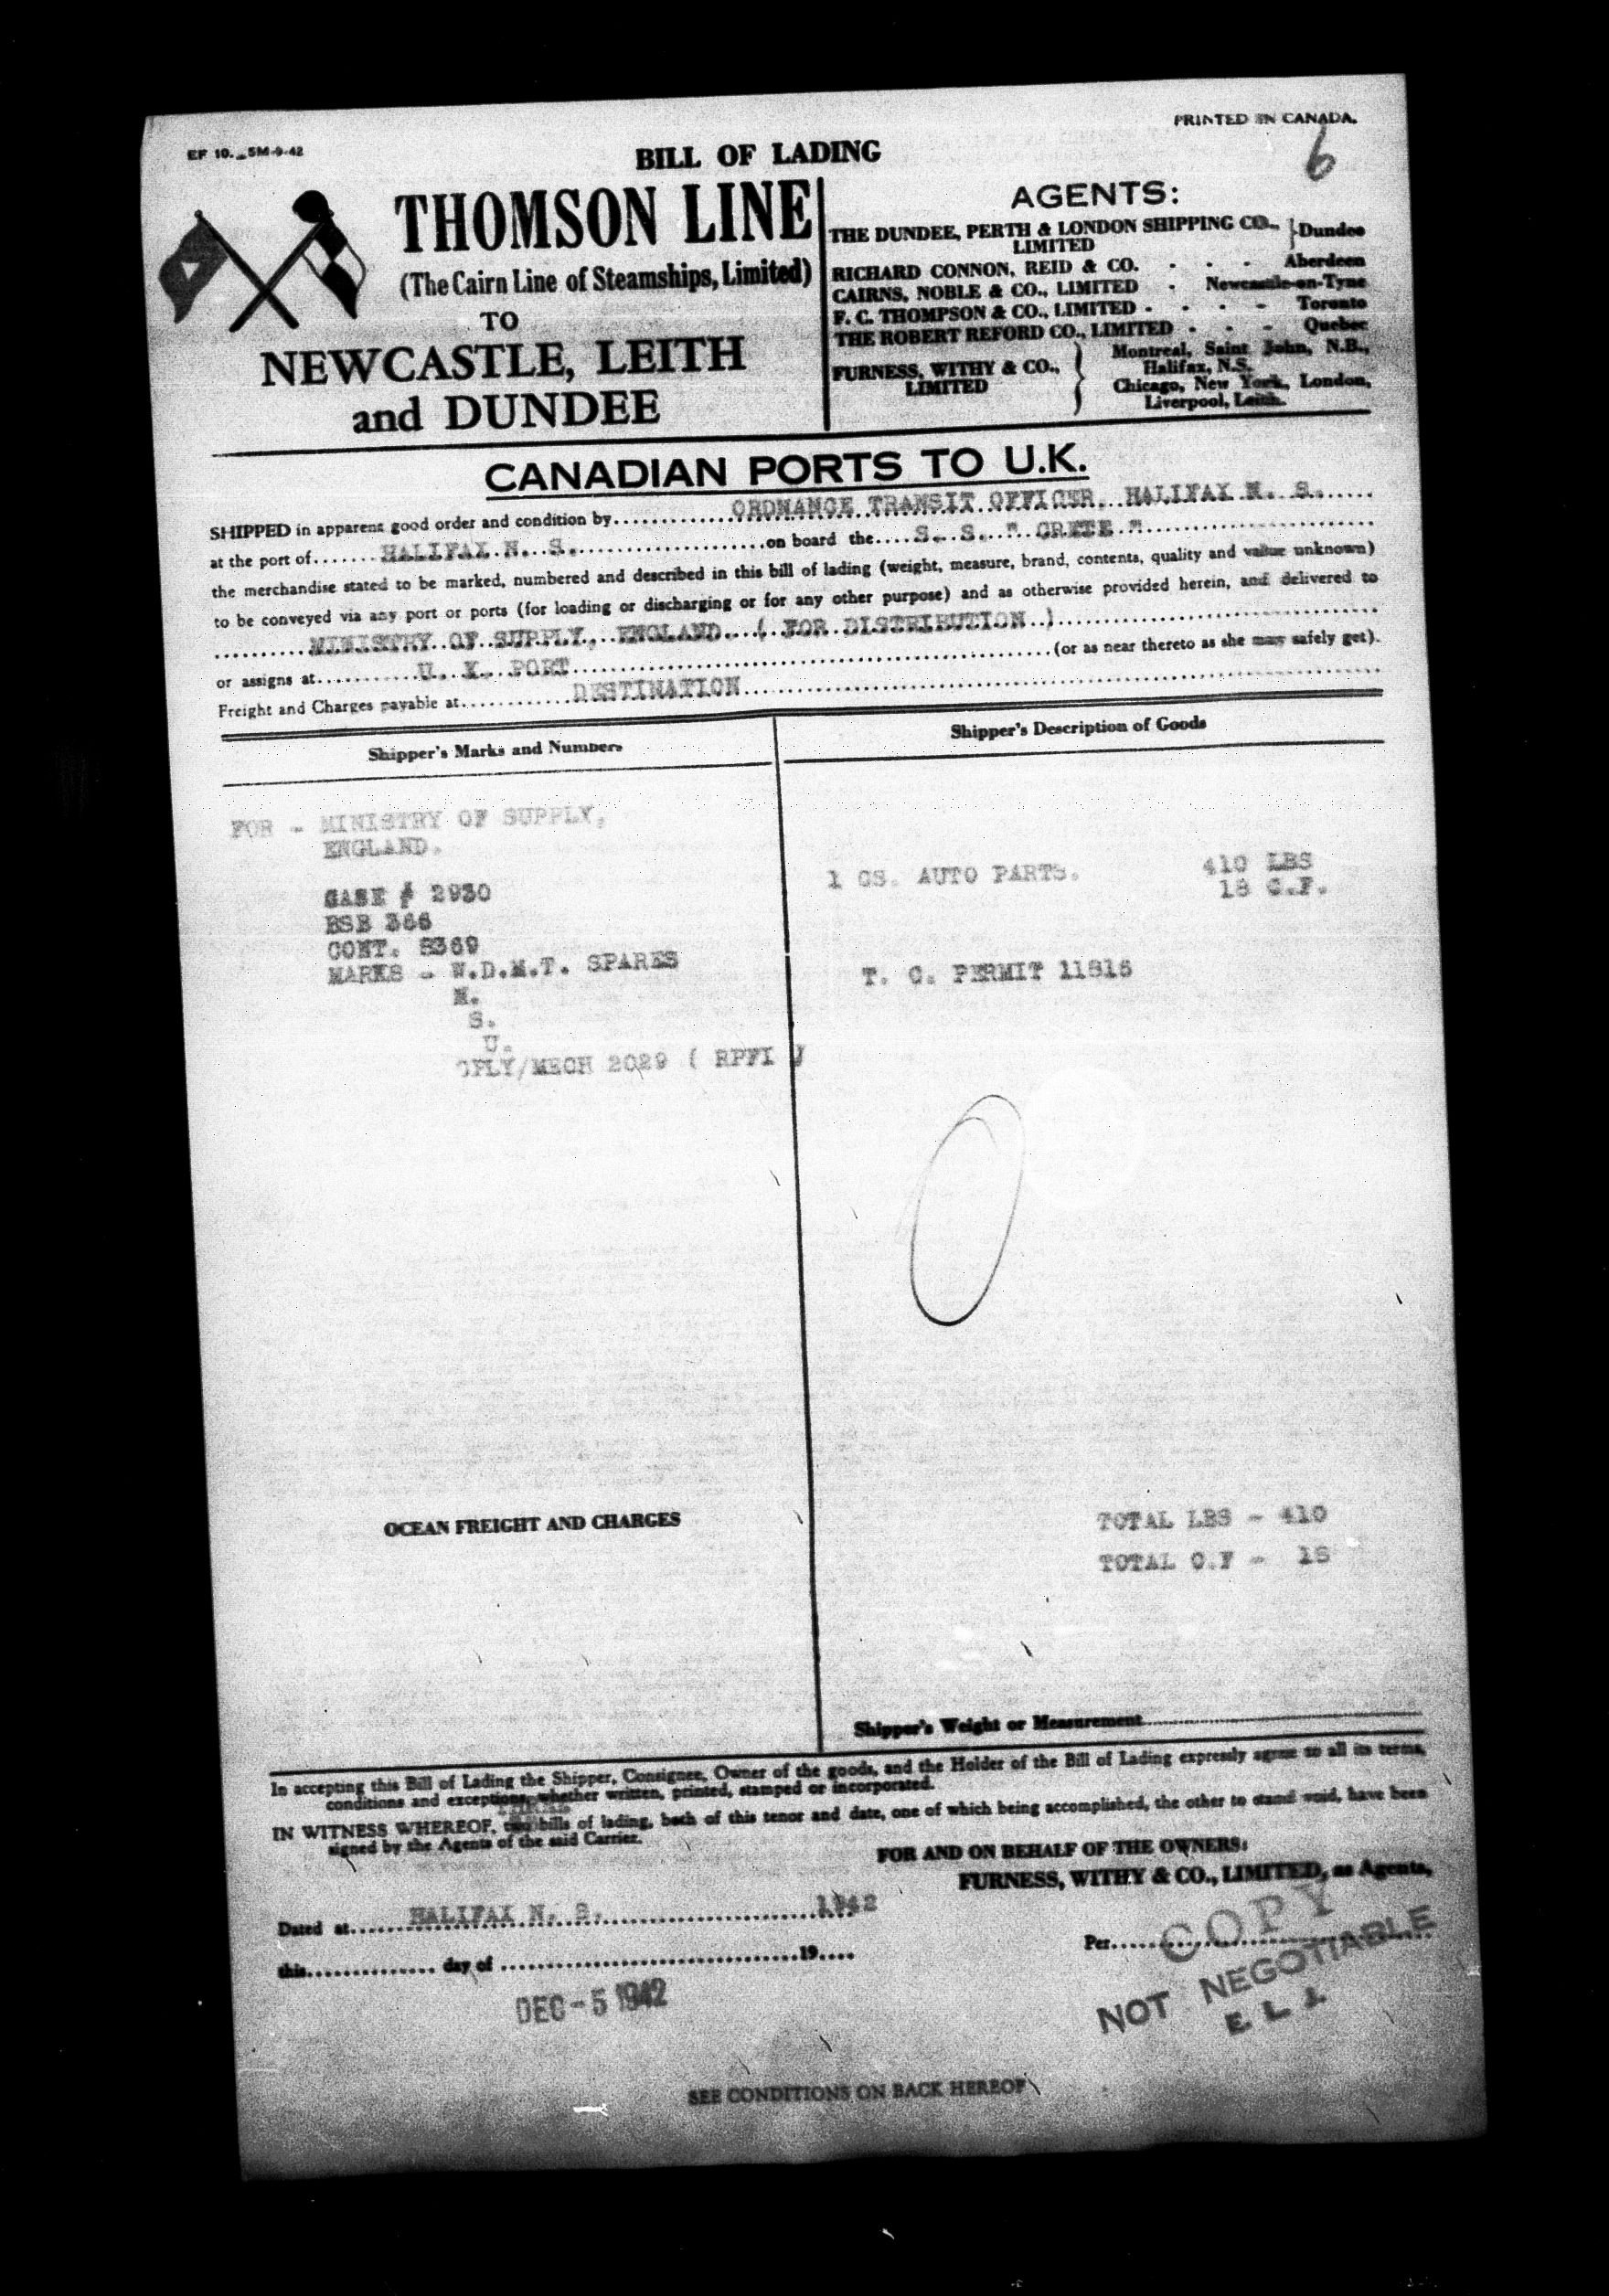 PRINTED IN CANADA.
6
EF 10. 5M-9-42
BILL OF LADING
THOMSON LINE
(The Cairn Line of Steamships, Limited)
TO
NEWCASTLE, LEITH
and DUNDEE
AGENTS:
THE DUNDEE, PERTH & LONDON SHIPPING CO., LIMITED } Dundee
RICHARD CONNON, REID & CO. - - - Aberdeen
CAIRNS, NOBLE & CO., LIMITED - Newcastle-on-Tyne
F. C. THOMPSON & CO., LIMITED - - - - Toronto
THE ROBERT REFORD CO., LIMITED - - - Quebec
FURNESS, WITHY & CO., LIMITED } Montreal, Saint John, N.B.,
Halifax, N.S.
Chicago, New York, London,
Liverpool, Leith.
CANADIAN PORTS TO U.K.
SHIPPED in apparent good order and condition by ORDNANCE TRANSIT OFFICER, HALIFAX N. S.
at the port of HALIFAX N. S. on board the S. S. " CRETE "
the merchandise stated to be marked, numbered and described in this bill of lading (weight, measure, brand, contents, quality and value unknown)
to be conveyed via any port or ports (for loading or discharging or for any other purpose) and as otherwise provided herein, and delivered to
MINISTRY OF SUPPLY, ENGLAND. ( FOR DISTRIBUTION )
or assigns at U. K. PORT (or as near thereto as she may safely get).
Freight and Charges payable at DESTINATION
Shipper's Marks and Numbers
Shipper's Description of Goods
FOR - MINISTRY OF SUPPLY,
ENGLAND.
CASE # 2930
BSB 366
CONT. 8369
MARKS - W.D.M.T. SPARES
M.
S.
U.
/MECH 2029 ( RPFI )
1 CS. AUTO PARTS. 410 LBS
18 C.F.
T. C. PERMIT 11815
OCEAN FREIGHT AND CHARGES
TOTAL LBS - 410
TOTAL C.F - 18
Shipper's Weight or Measurement
In accepting this Bill of Lading the Shipper, Consignee, Owner of the goods, and the Holder of the Bill of Lading expressly agree to all its terms,
conditions and exceptions, whether written, printed, stamped or incorporated.
IN WITNESS WHEREOF, two bills of lading, both of this tenor and date, one of which being accomplished, the other to stand void, have been
signed by the Agents of the said Carrier.
FOR AND ON BEHALF OF THE OWNERS:
FURNESS, WITHY & CO., LIMITED, as Agents,
Dated at HALIFAX N. S. 1942
Per
this day of 19
COPY
NOT NEGOTIABLE
DEC - 5 1942
SEE CONDITIONS ON BACK HEREOF